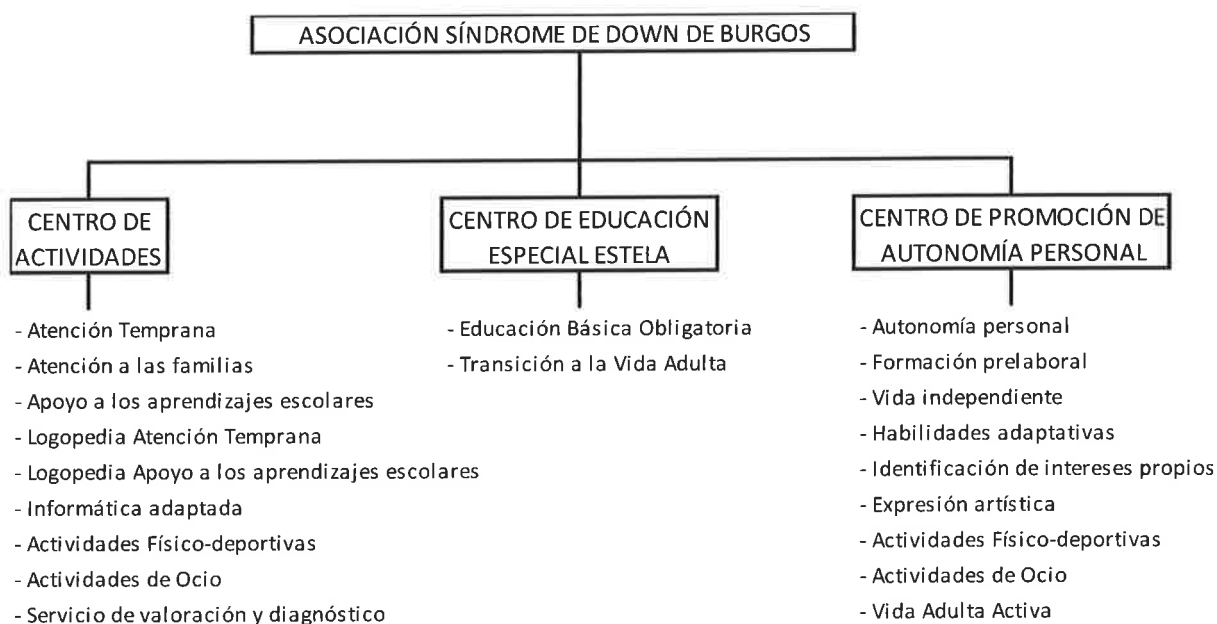 ASOCIACIÓN SÍNDROME DE DOWN DE BURGOS
CENTRO DE
ACTIVIDADES
- Atención Temprana
- Atención a las familias
- Apoyo a los aprendizajes escolares
- Logopedia Atención Temprana
- Logopedia Apoyo a los aprendizajes escolares
- Informática adaptada
- Actividades Físico-deportivas
- Actividades de Ocio
- Servicio de valoración y diagnóstico
CENTRO DE EDUCACIÓN
ESPECIAL ESTELA
- Educación Básica Obligatoria
- Transición a la Vida Adulta
CENTRO DE PROMOCIÓN DE
AUTONOMÍA PERSONAL
- Autonomía personal
- Formación prelaboral
- Vida independiente
- Habilidades adaptativas
- Identificación de intereses propios
- Expresión artística
- Actividades Físico-deportivas
- Actividades de Ocio
- Vida Adulta Activa